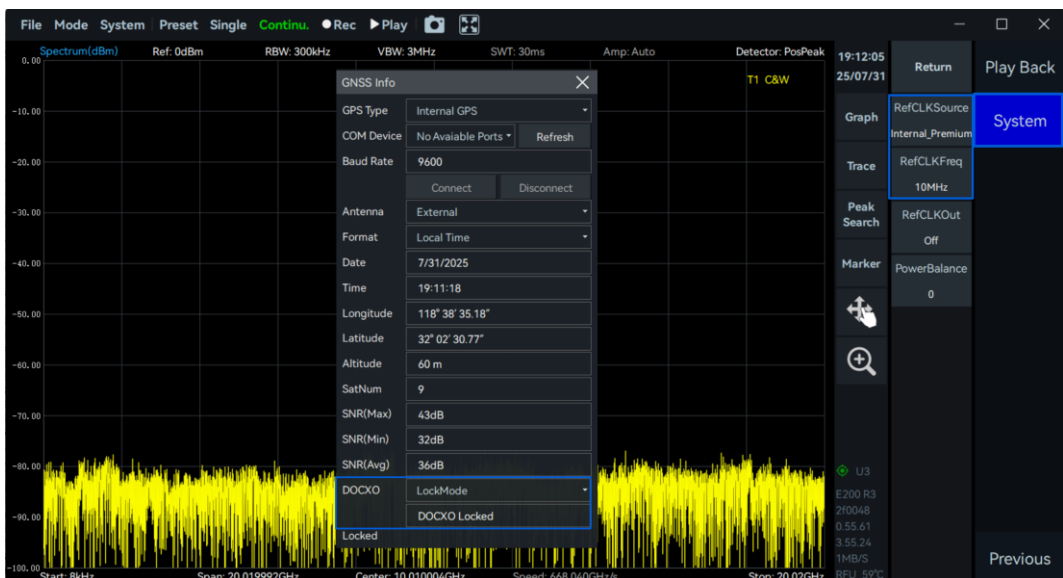 File Mode System Preset Single Continu. Rec Play
Spectrum(dBm) Ref: 0dBm RBW: 300kHz VBW: 3MHz SWT: 30ms Amp: Auto Detector: PosPeak
T1 C&W
0.00
-10.00
-20.00
-30.00
-40.00
-50.00
-60.00
-70.00
-80.00
-90.00
-100.00
GNSS Info
GPS Type Internal GPS
COM Device No Avaiable Ports Refresh
Baud Rate 9600
Connect Disconnect
Antenna External
Format Local Time
Date 7/31/2025
Time 19:11:18
Longitude 118° 38' 35.18"
Latitude 32° 02' 30.77"
Altitude 60 m
SatNum 9
SNR(Max) 43dB
SNR(Min) 32dB
SNR(Avg) 36dB
DOCXO LockMode
DOCXO Locked
Locked
Start: 8kHz Span: 20.019992GHz Center: 10.010004GHz Speed: 668.040GHz/s Stop: 20.02GHz
19:12:05
25/07/31
Graph
Trace
Peak
Search
Marker
U3
E200 R3
2f0048
0.55.61
3.55.24
1MB/S
RFU 59°C
Return
RefCLKSource
Internal_Premium
RefCLKFreq
10MHz
RefCLKOut
Off
PowerBalance
0
Play Back
System
Previous